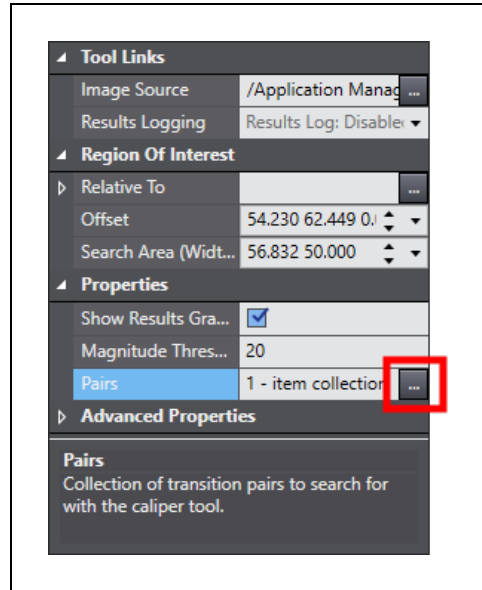 Tool Links
Image Source /Application Manag ...
Results Logging Results Log: Disable
Region Of Interest
Relative To ...
Offset 54.230 62.449 0.
Search Area (Widt... 56.832 50.000
Properties
Show Results Gra...
Magnitude Thres... 20
Pairs 1 - item collection ...
Advanced Properties
Pairs
Collection of transition pairs to search for
with the caliper tool.